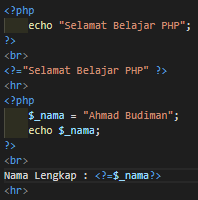 <?php
echo "Selamat Belajar PHP";
?>
<br>
<?="Selamat Belajar PHP" ?>
<hr>
<?php
$_nama = "Ahmad Budiman";
echo $_nama;
?>
<br>
Nama Lengkap : <?=$_nama?>
<hr>